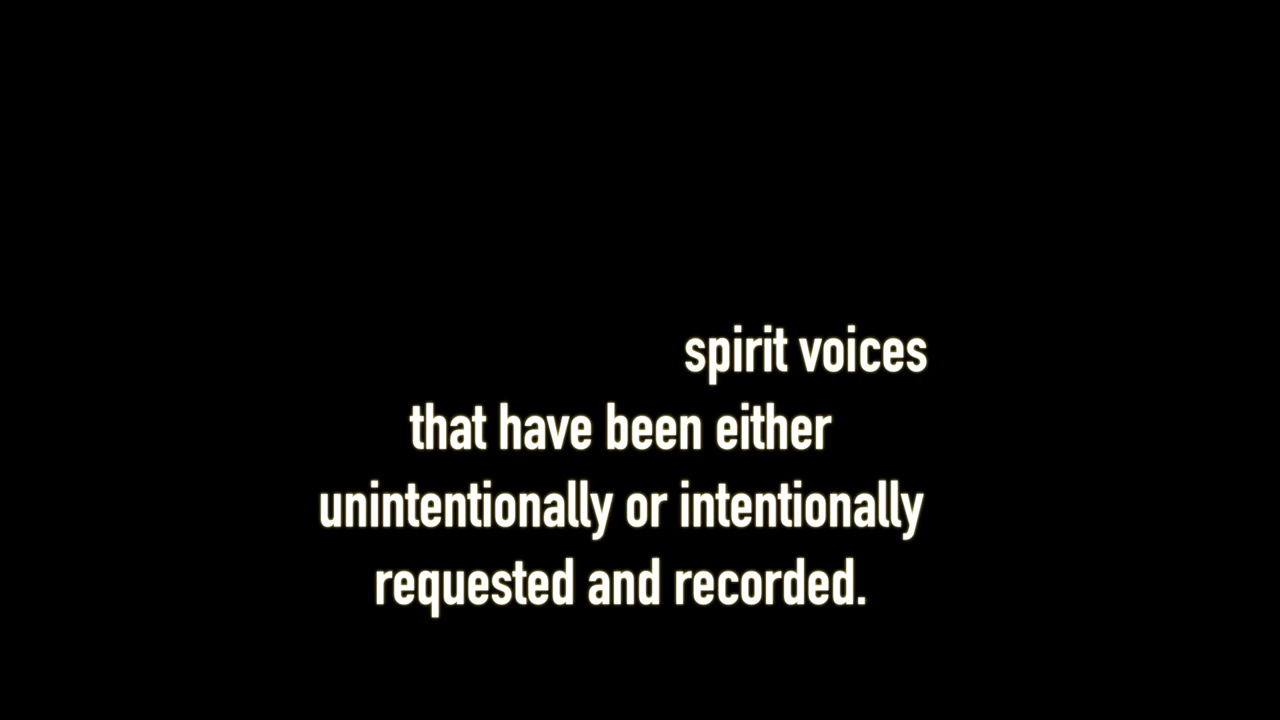 spirit voices
that have been either
unintentionally or intentionally
requested and recorded.